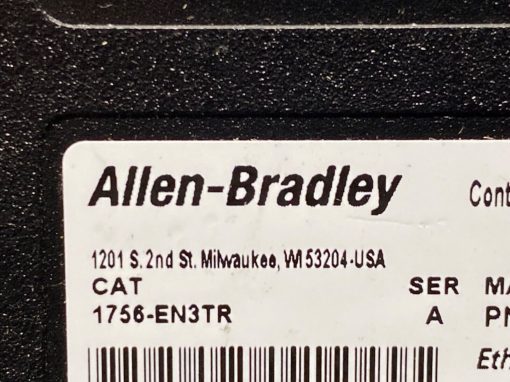 Allen-Bradley
1201 S. 2nd St. Milwaukee, WI 53204-USA
CAT SER
1756-EN3TR A